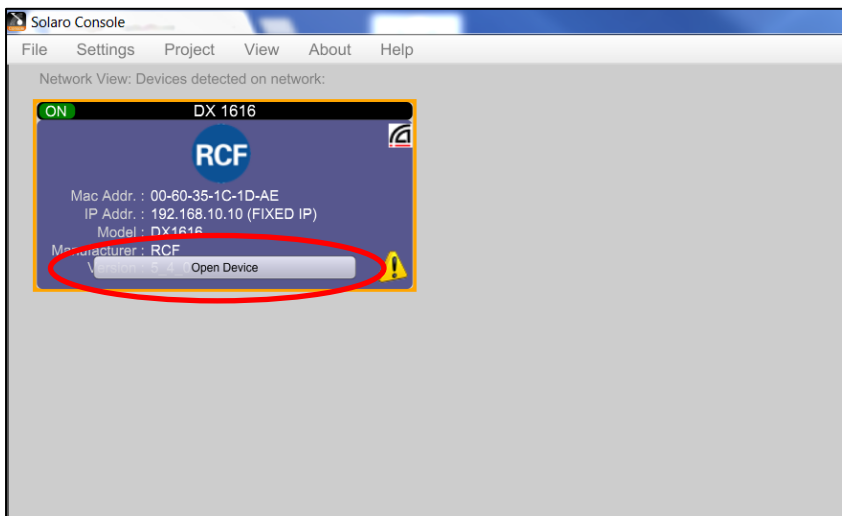 Solaro Console
File Settings Project View About Help
Network View: Devices detected on network:
ON DX 1616
RCF
Mac Addr. : 00-60-35-1C-1D-AE
IP Addr. : 192.168.10.10 (FIXED IP)
Model : DX1616
Manufacturer : RCF
Version :
Open Device